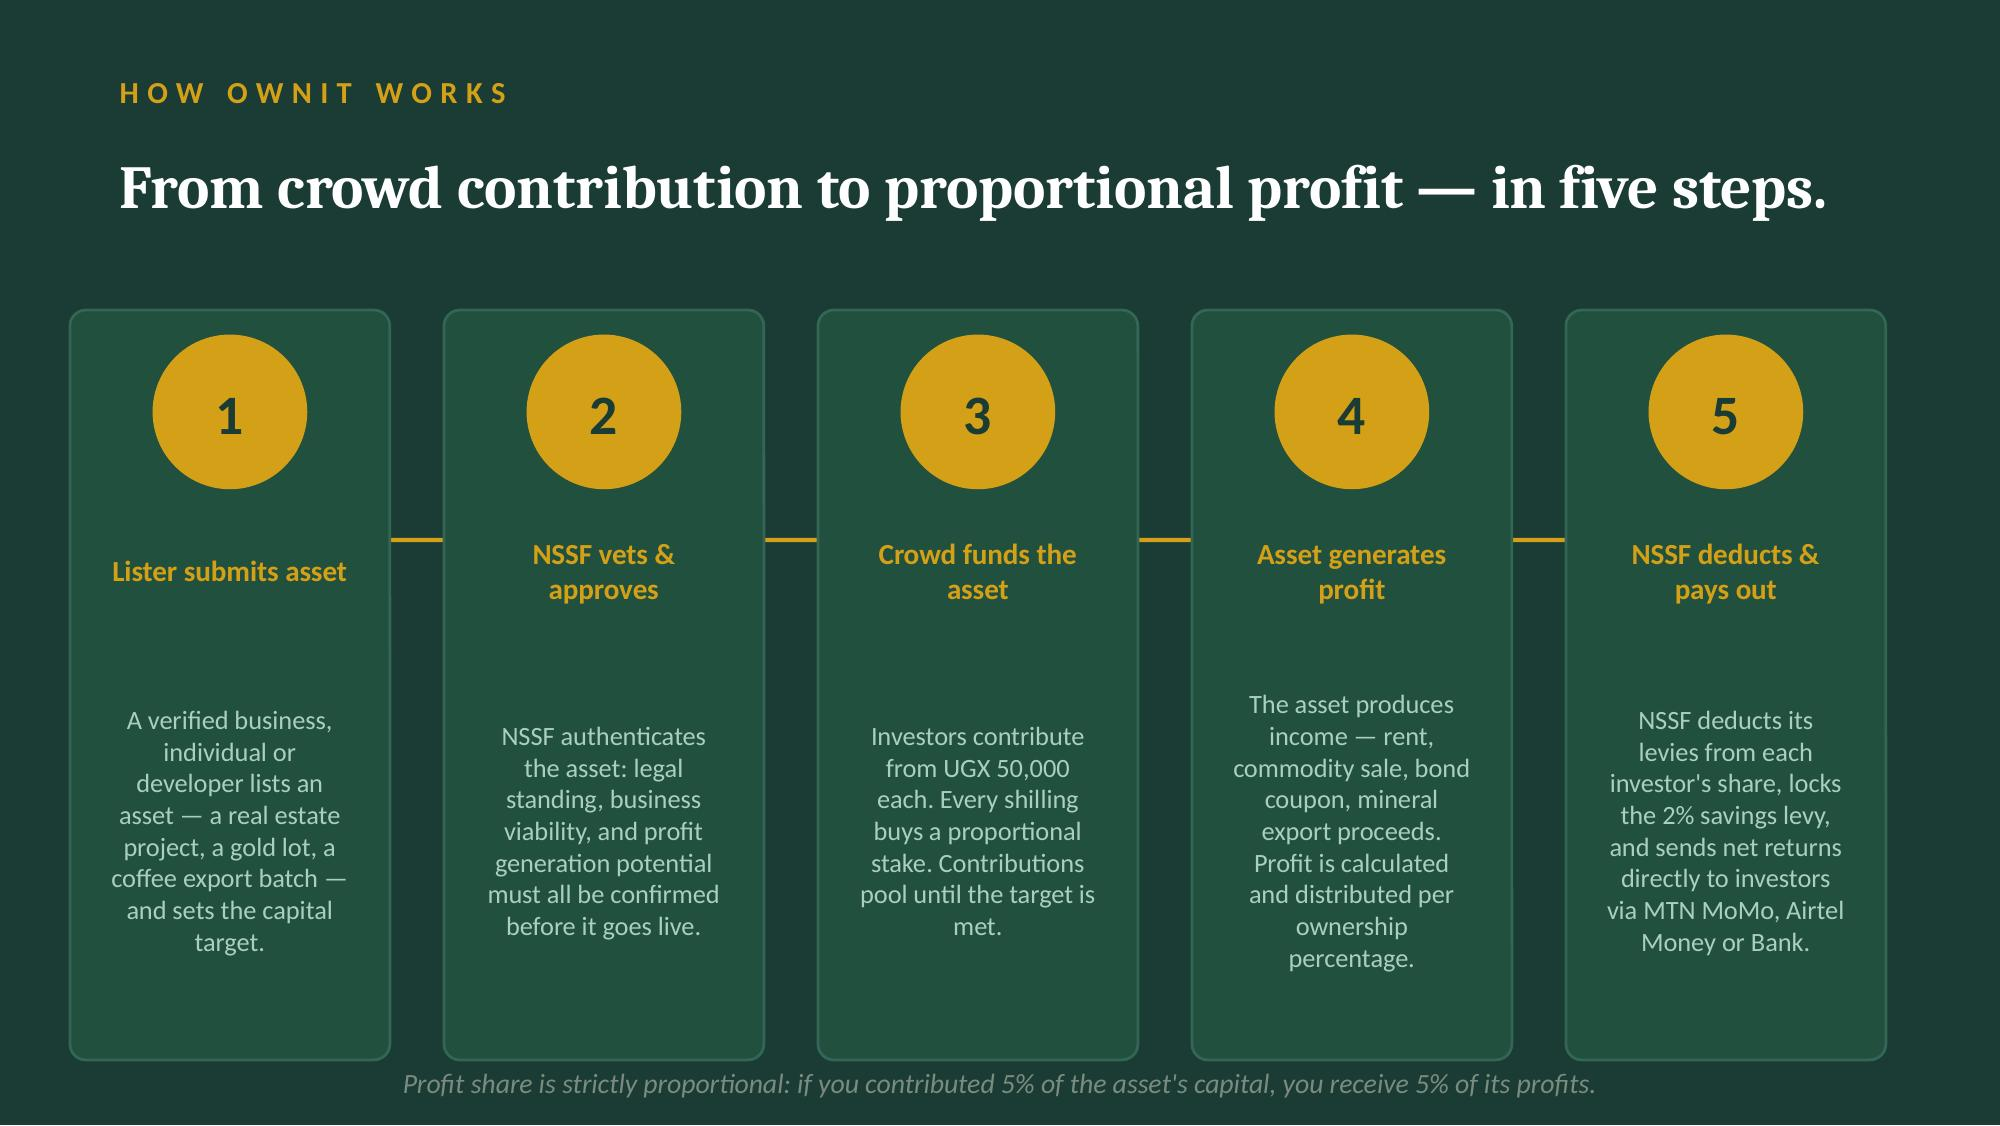 HOW OWNIT WORKS
From crowd contribution to proportional profit — in five steps.
1
Lister submits asset
A verified business,
individual or
developer lists an
asset — a real estate
project, a gold lot, a
coffee export batch —
and sets the capital
target.
2
NSSF vets &
approves
NSSF authenticates
the asset: legal
standing, business
viability, and profit
generation potential
must all be confirmed
before it goes live.
3
Crowd funds the
asset
Investors contribute
from UGX 50,000
each. Every shilling
buys a proportional
stake. Contributions
pool until the target is
met.
4
Asset generates
profit
The asset produces
income — rent,
commodity sale, bond
coupon, mineral
export proceeds.
Profit is calculated
and distributed per
ownership
percentage.
5
NSSF deducts &
pays out
NSSF deducts its
levies from each
investor's share, locks
the 2% savings levy,
and sends net returns
directly to investors
via MTN MoMo, Airtel
Money or Bank.
Profit share is strictly proportional: if you contributed 5% of the asset's capital, you receive 5% of its profits.